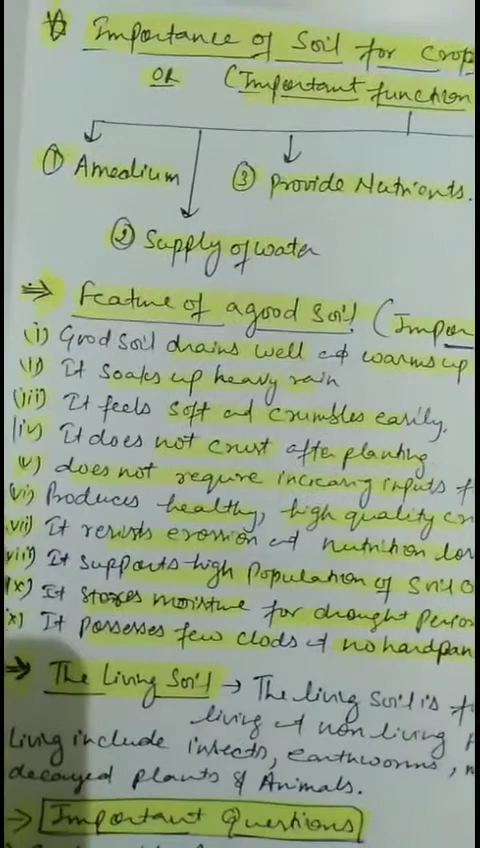 Importance of Soil for Crop
OR (Important function
① A medium
③ Provide Nutrients.
② Supply of water
⇒ Feature of a good Soil (Impor
(i) Good soil drains well & warms up
(ii) It soaks up heavy rain
(iii) It feels soft and crumbles easily.
(iv) It does not crust after planting
(v) does not require increasing inputs f
(vi) Produces healthy, high quality cr
(vii) It resists erossion & nutrition los
(viii) It supports high population of Soil O
(ix) It stores moisture for drought period
(x) It possesses few clods & no hardpan
⇒ The Living Soil → The living soil is
living & non living
Living include insects, earthworms,
decayed plants & Animals.
→ Important Questions